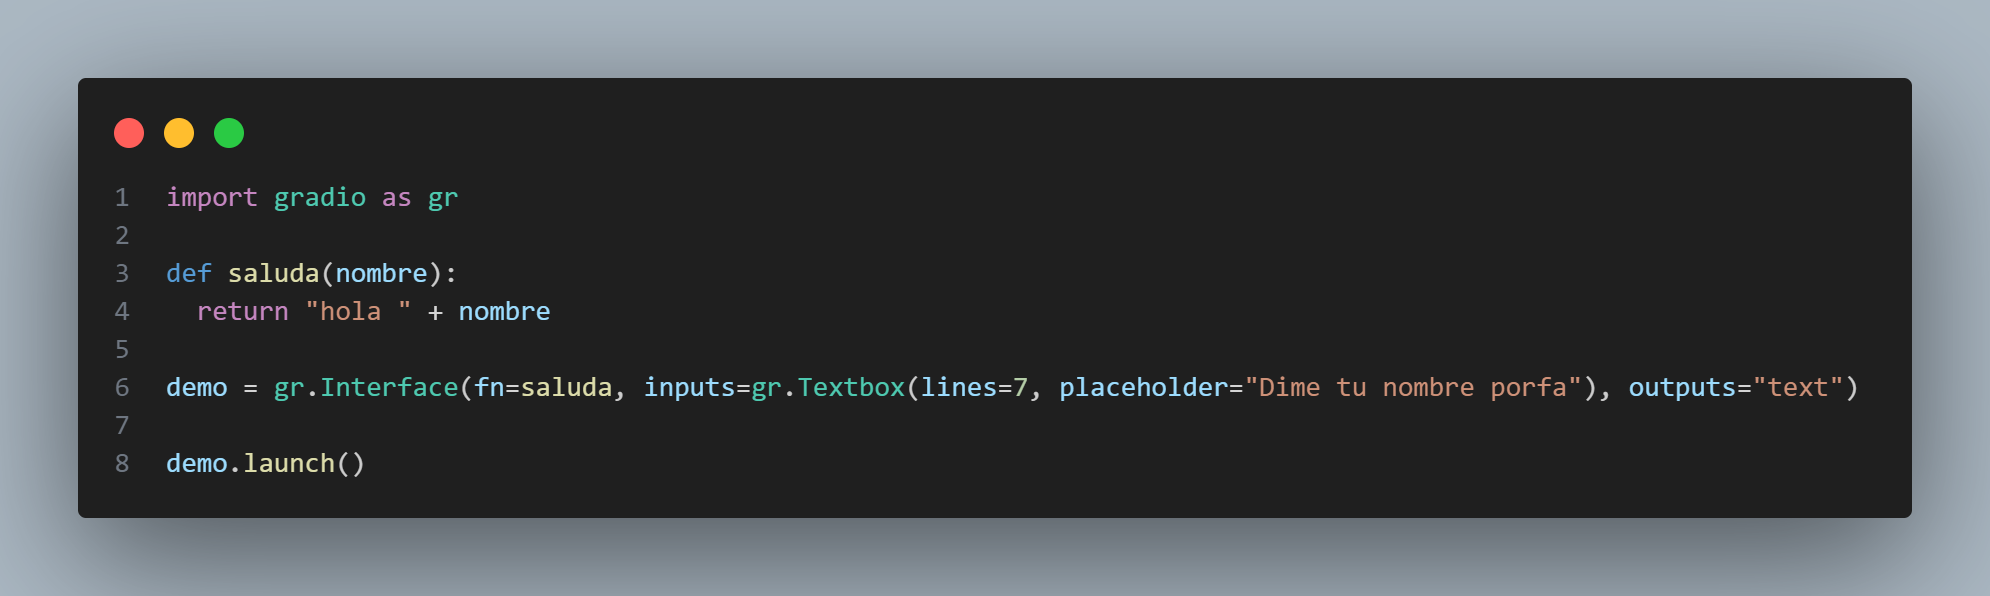 1 import gradio as gr
2
3 def saluda(nombre):
4   return "hola " + nombre
5
6 demo = gr.Interface(fn=saluda, inputs=gr.Textbox(lines=7, placeholder="Dime tu nombre porfa"), outputs="text")
7
8 demo.launch()